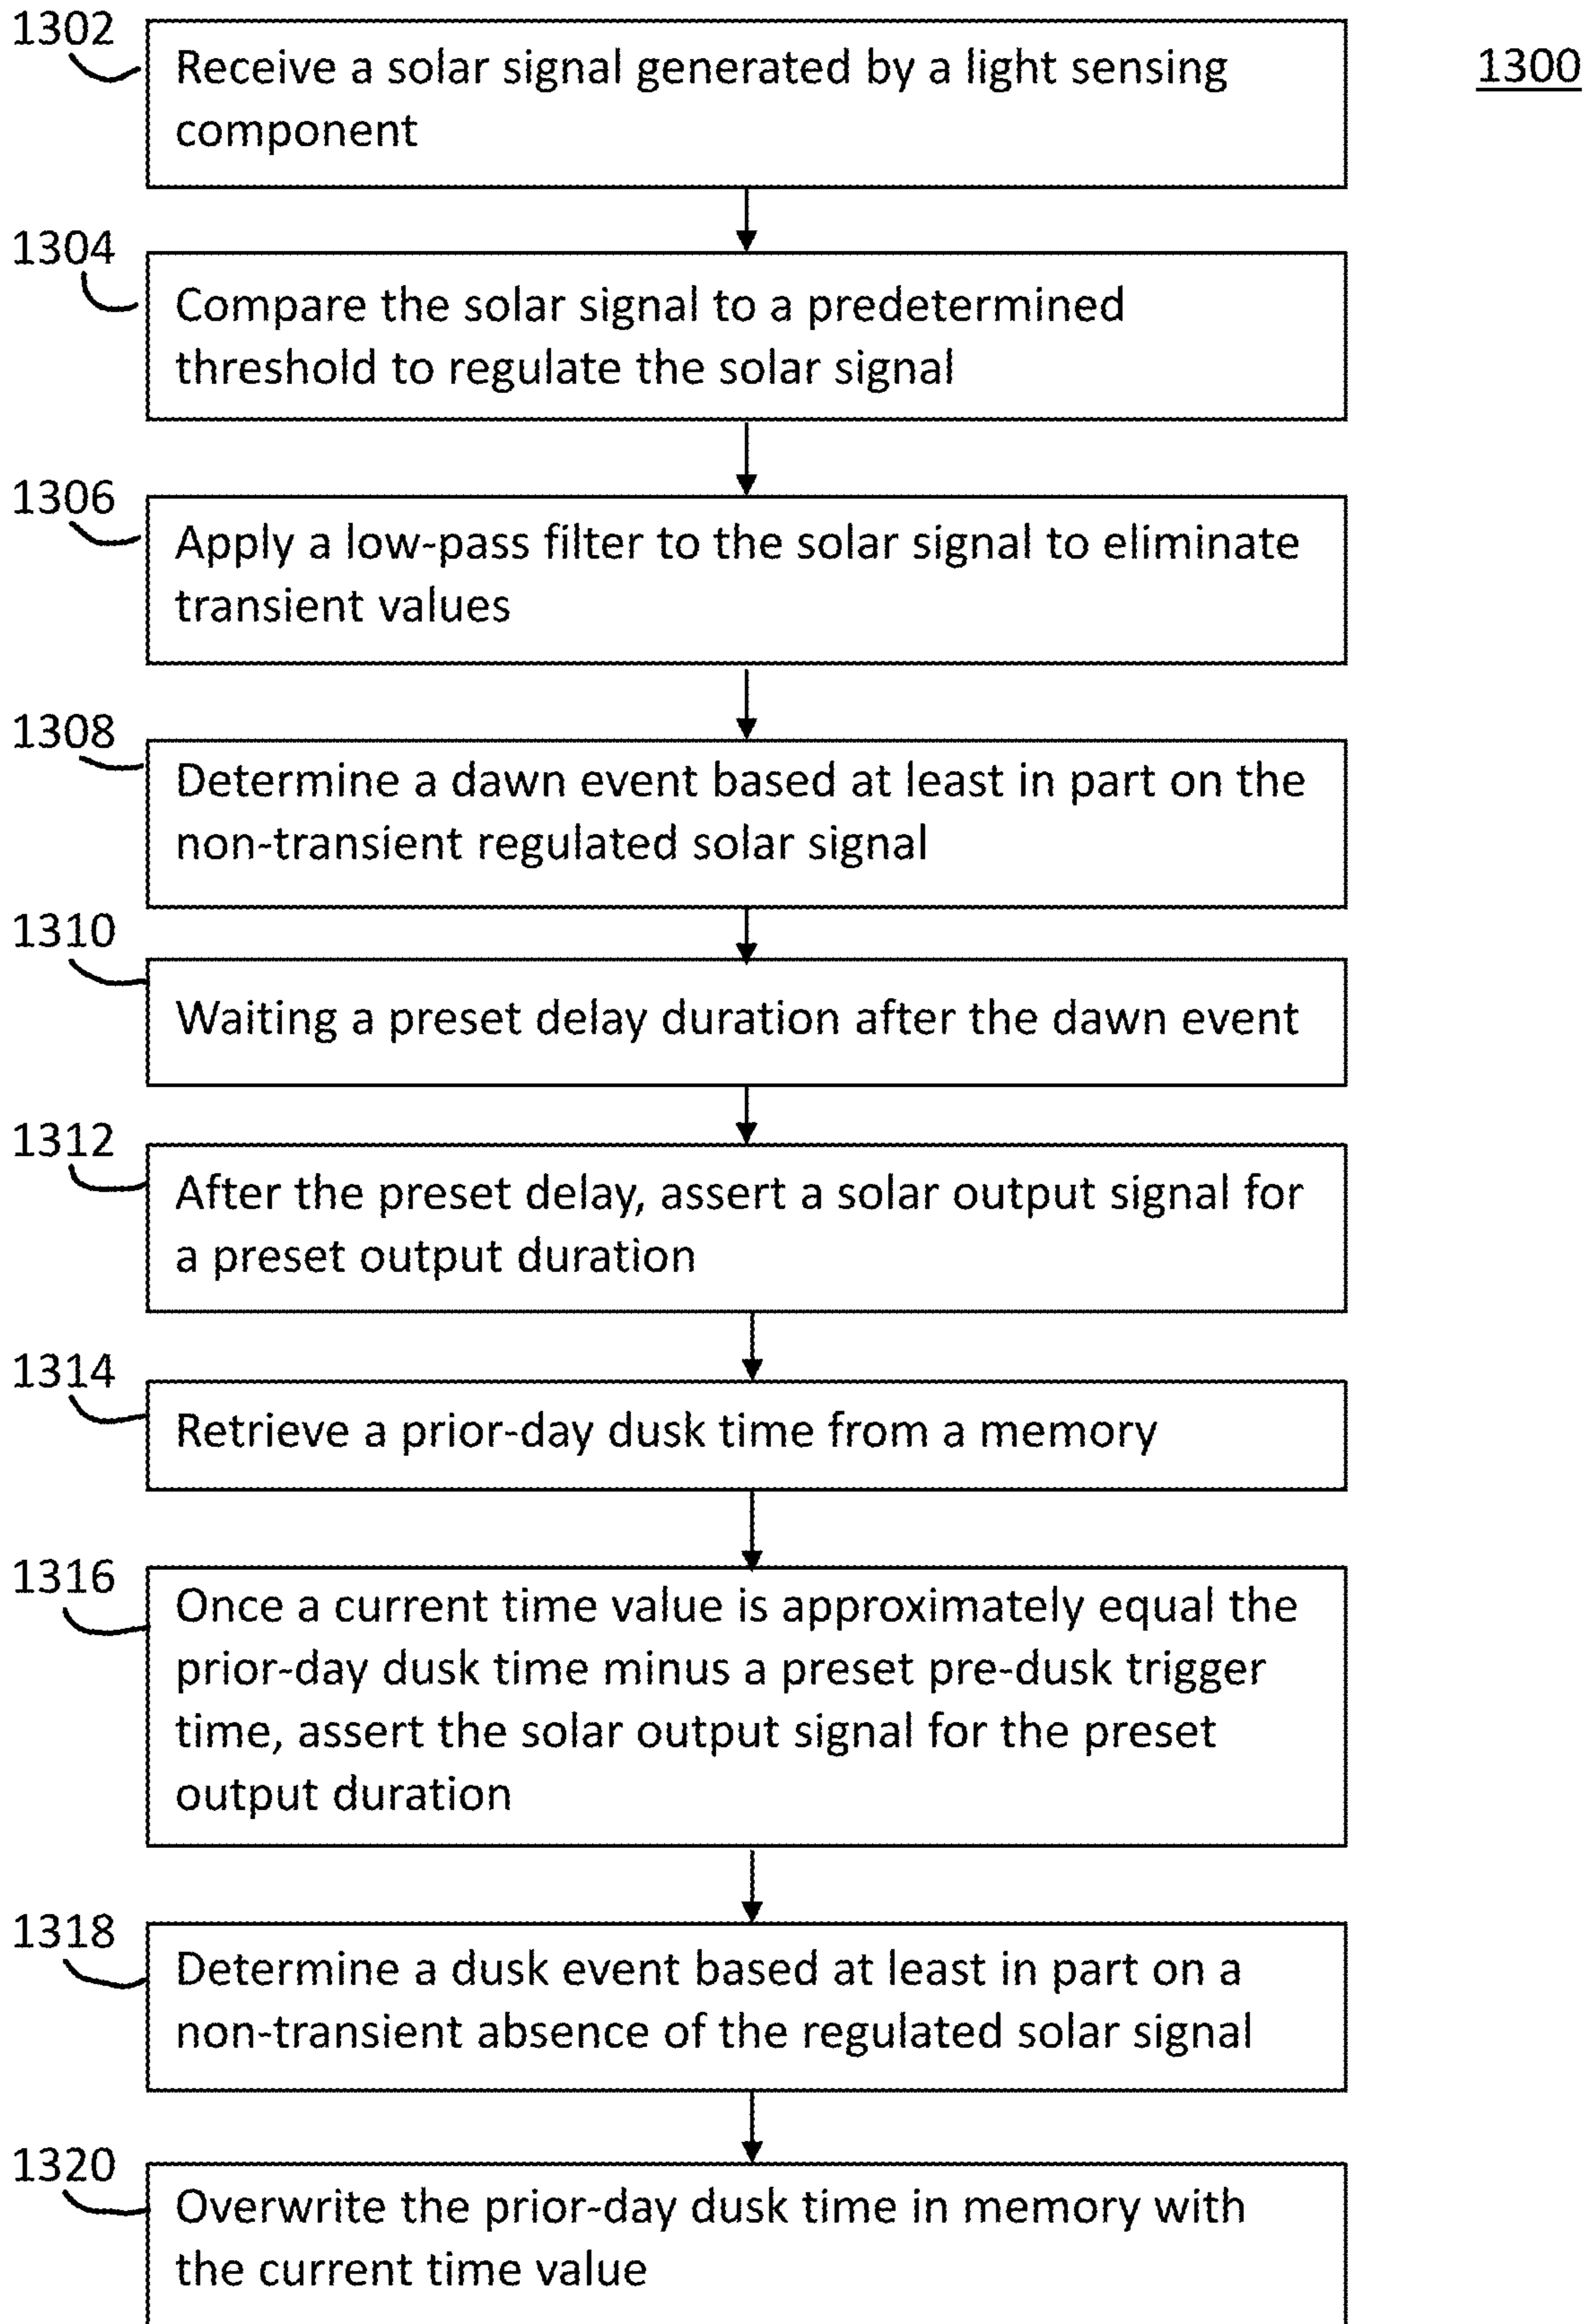 1300
1302
Receive a solar signal generated by a light sensing
component
1304
Compare the solar signal to a predetermined
threshold to regulate the solar signal
1306
Apply a low-pass filter to the solar signal to eliminate
transient values
1308
Determine a dawn event based at least in part on the
non-transient regulated solar signal
1310
Waiting a preset delay duration after the dawn event
1312
After the preset delay, assert a solar output signal for
a preset output duration
1314
Retrieve a prior-day dusk time from a memory
1316
Once a current time value is approximately equal the
prior-day dusk time minus a preset pre-dusk trigger
time, assert the solar output signal for the preset
output duration
1318
Determine a dusk event based at least in part on a
non-transient absence of the regulated solar signal
1320
Overwrite the prior-day dusk time in memory with
the current time value